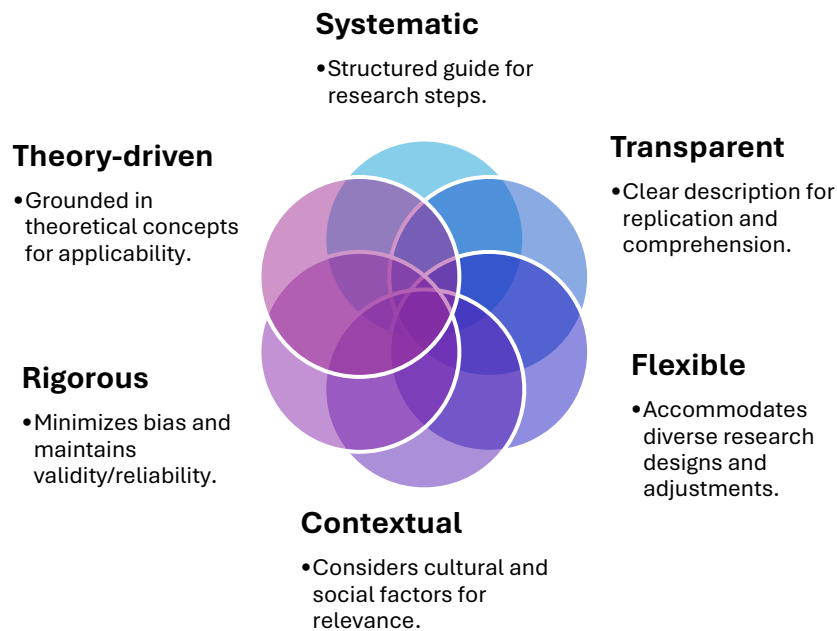 Systematic
•Structured guide for
research steps.
Transparent
•Clear description for
replication and
comprehension.
Flexible
•Accommodates
diverse research
designs and
adjustments.
Contextual
•Considers cultural and
social factors for
relevance.
Rigorous
•Minimizes bias and
maintains
validity/reliability.
Theory-driven
•Grounded in
theoretical concepts
for applicability.